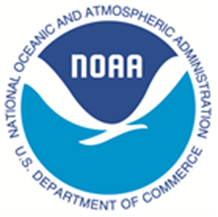 NATIONAL OCEANIC AND ATMOSPHERIC ADMINISTRATION
NOAA
U.S. DEPARTMENT OF COMMERCE